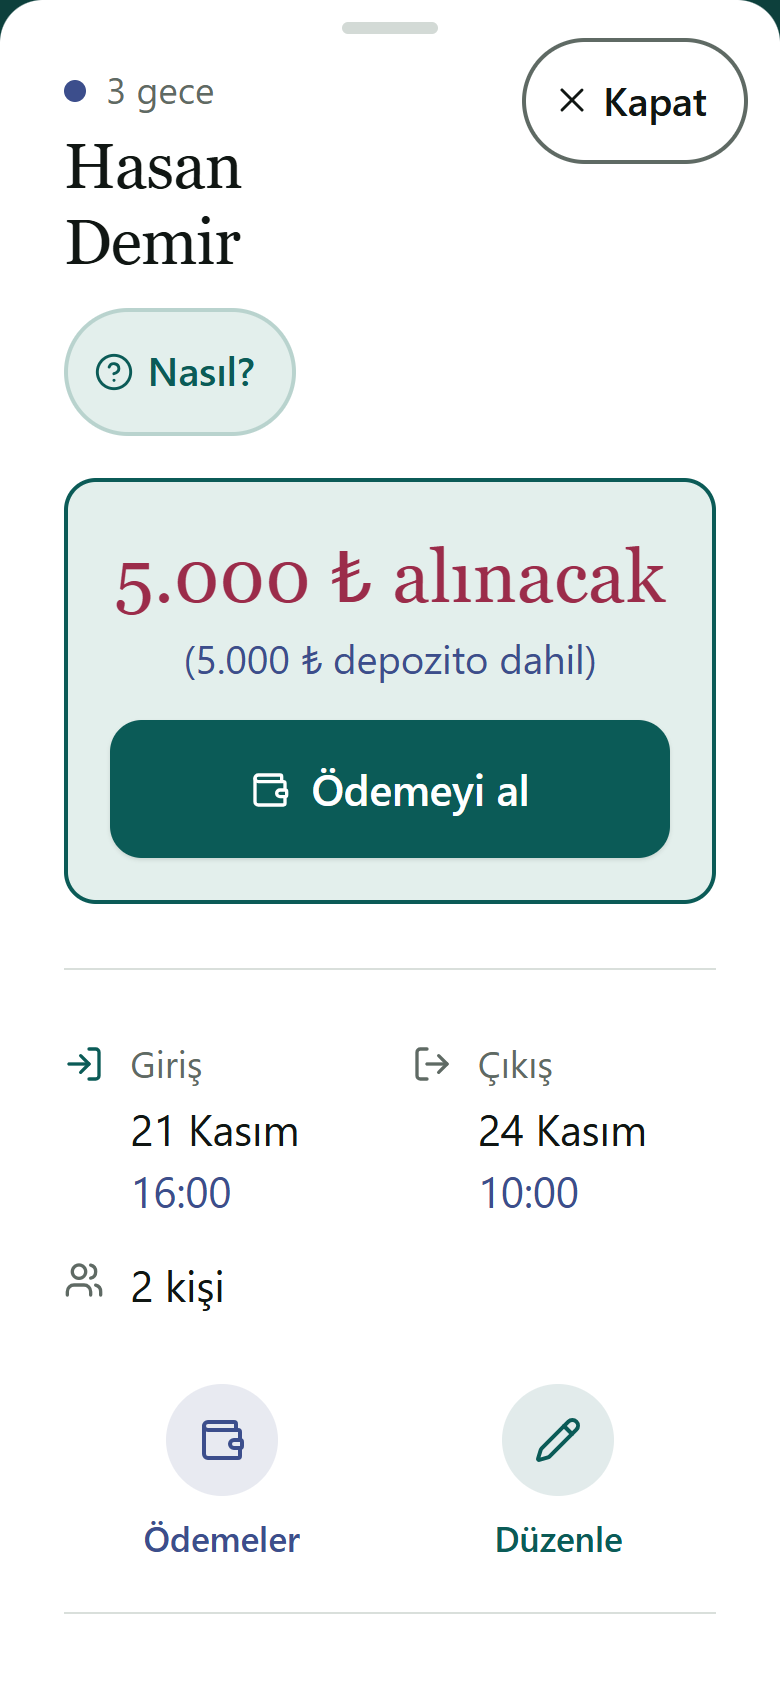 3 gece
Kapat
Hasan
Demir
Nasıl?
5.000 ₺ alınacak
(5.000 ₺ depozito dahil)
Ödemeyi al
Giriş
21 Kasım
16:00
Çıkış
24 Kasım
10:00
2 kişi
Ödemeler
Düzenle